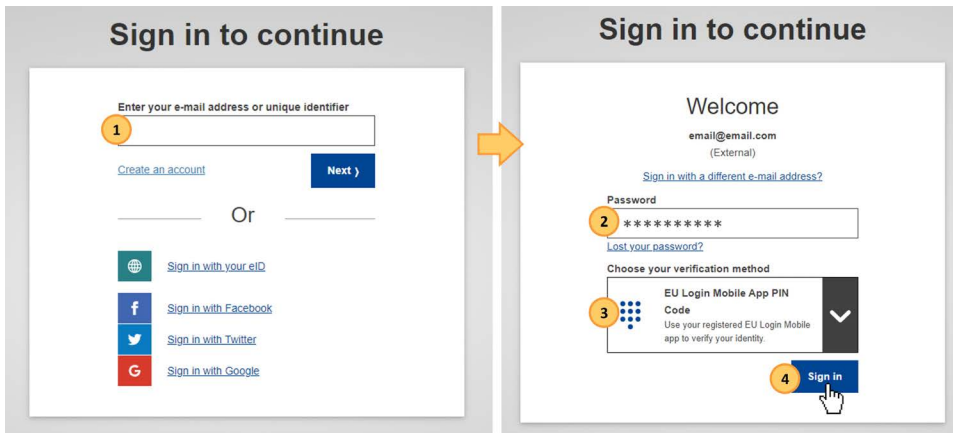 Sign in to continue
Enter your e-mail address or unique identifier
1
Create an account
Next ⟩
Or
Sign in with your eID
f
Sign in with Facebook
Sign in with Twitter
G
Sign in with Google
Sign in to continue
Welcome
email@email.com
(External)
Sign in with a different e-mail address?
Password
2 **********
Lost your password?
Choose your verification method
EU Login Mobile App PIN
Code
3
Use your registered EU Login Mobile
app to verify your identity.
4 Sign in